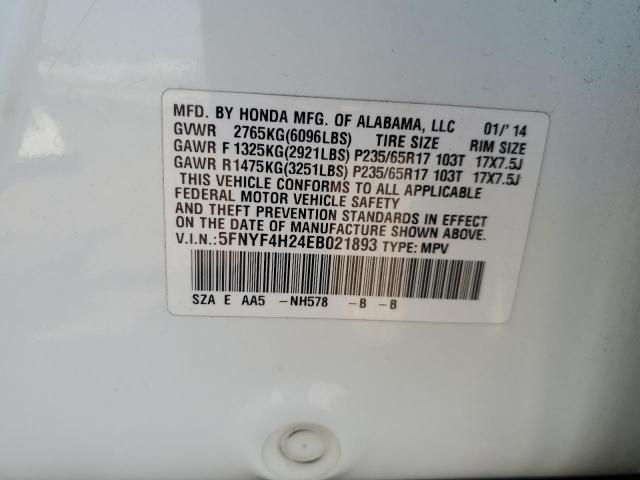 MFD. BY HONDA MFG. OF ALABAMA, LLC 01/'14
GVWR 2765KG(6096LBS) TIRE SIZE RIM SIZE
GAWR F 1325KG(2921LBS) P235/65R17 103T 17X7.5J
GAWR R1475KG(3251LBS) P235/65R17 103T 17X7.5J
THIS VEHICLE CONFORMS TO ALL APPLICABLE
FEDERAL MOTOR VEHICLE SAFETY
AND THEFT PREVENTION STANDARDS IN EFFECT
ON THE DATE OF MANUFACTURE SHOWN ABOVE.
V.I.N.:5FNYF4H24EB021893 TYPE: MPV
SZA E AA5 -NH578 -B -B